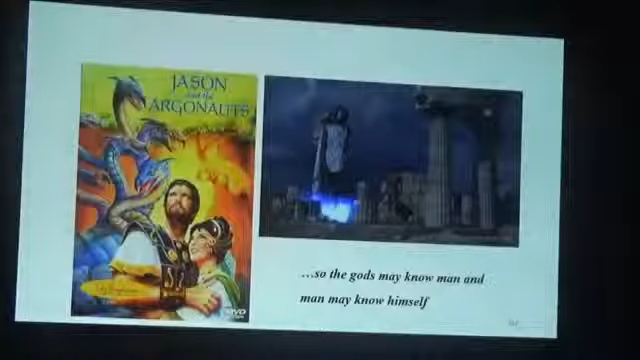 JASON
and the
ARGONAUTS
DVD
...so the gods may know man and
man may know himself